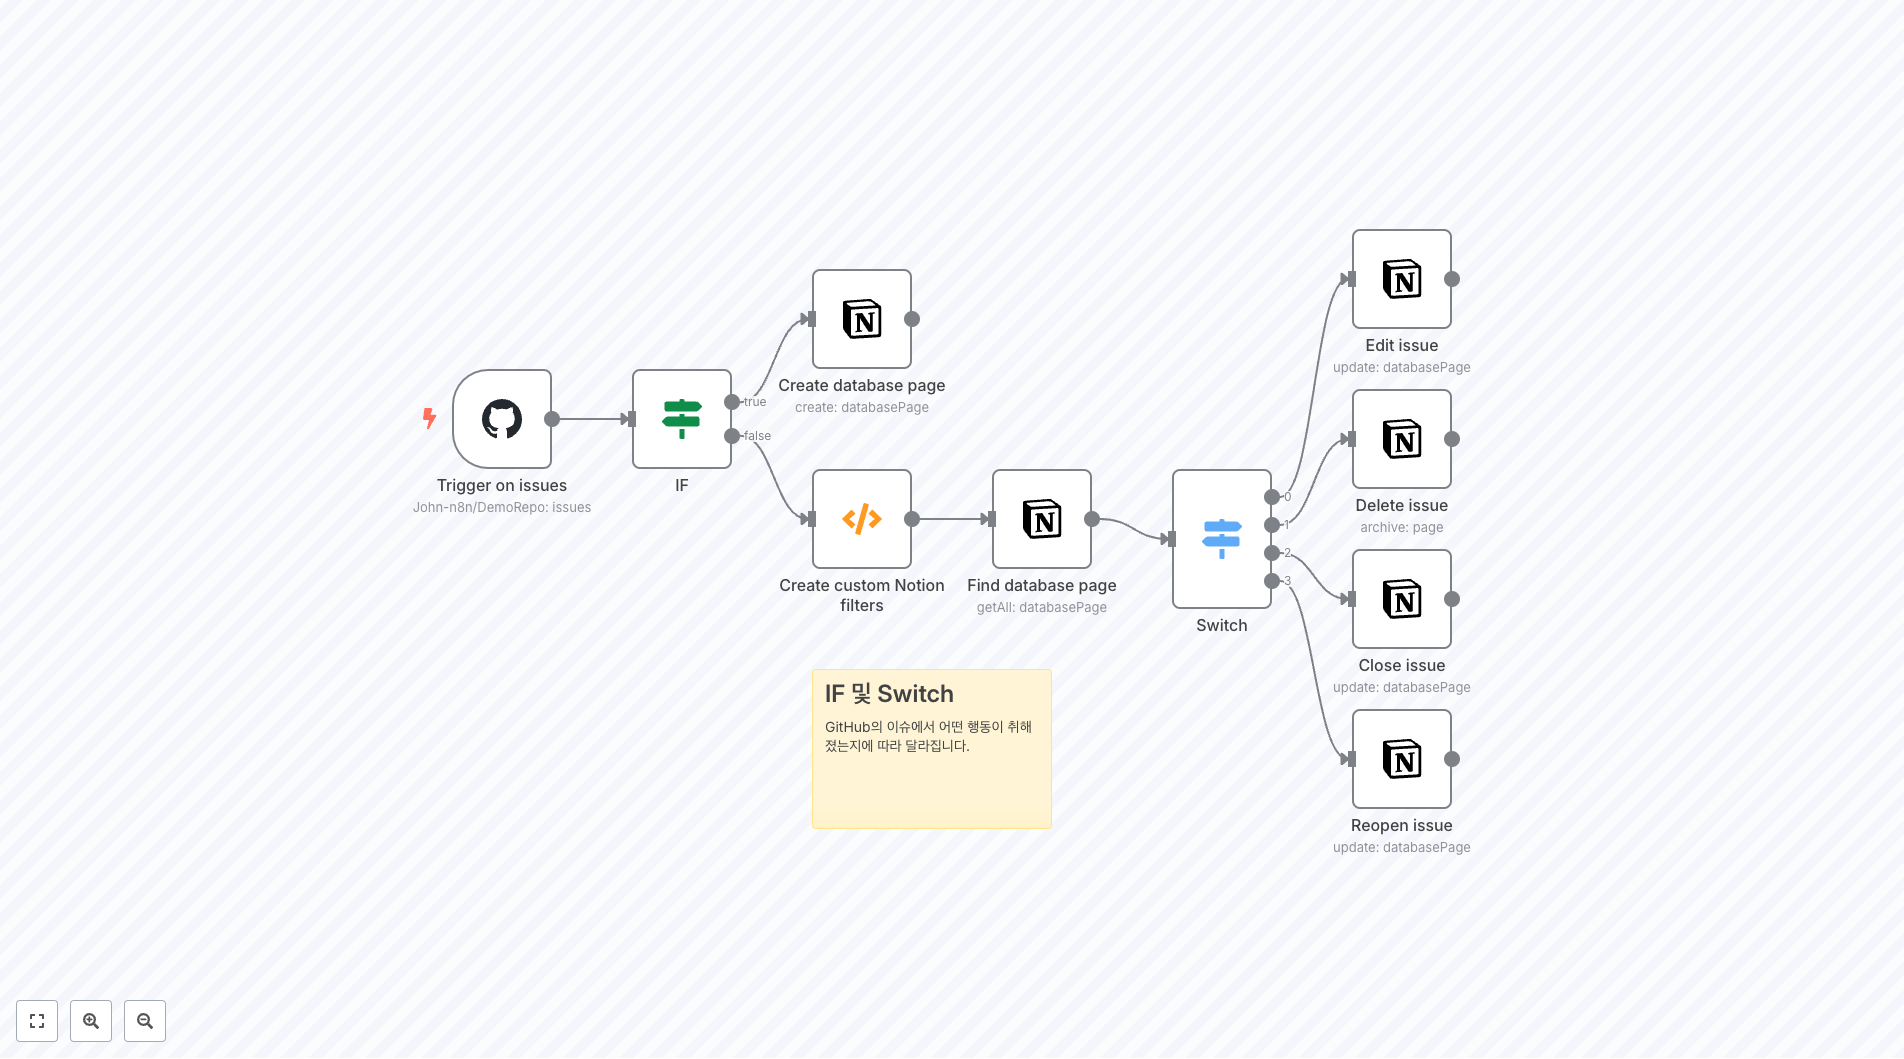 Trigger on issues
John-n8n/DemoRepo: issues
IF
true
false
Create database page
create: databasePage
Create custom Notion
filters
Find database page
getAll: databasePage
Switch
0
1
2
3
Edit issue
update: databasePage
Delete issue
archive: page
Close issue
update: databasePage
Reopen issue
update: databasePage
IF 및 Switch
GitHub의 이슈에서 어떤 행동이 취해
졌는지에 따라 달라집니다.